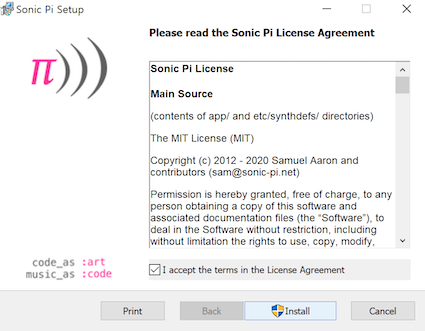 Sonic Pi Setup
Please read the Sonic Pi License Agreement
π)))
Sonic Pi License
Main Source
(contents of app/ and etc/synthdefs/ directories)
The MIT License (MIT)
Copyright (c) 2012 - 2020 Samuel Aaron and
contributors (sam@sonic-pi.net)
Permission is hereby granted, free of charge, to any
person obtaining a copy of this software and
associated documentation files (the “Software”), to
deal in the Software without restriction, including
without limitation the rights to use, copy, modify,
code_as :art
music_as :code
I accept the terms in the License Agreement
Print
Back
Install
Cancel